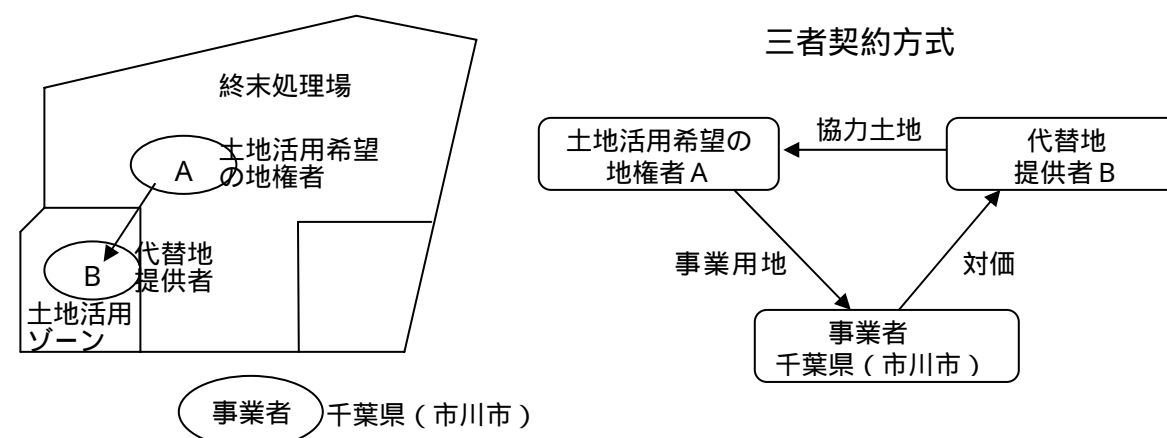 終末処理場
A
土地活用希望
の地権者
B
代替地
提供者
土地活用
ゾーン
事業者
千葉県（市川市）
三者契約方式
土地活用希望の
地権者A
協力土地
代替地
提供者B
事業用地
対価
事業者
千葉県（市川市）